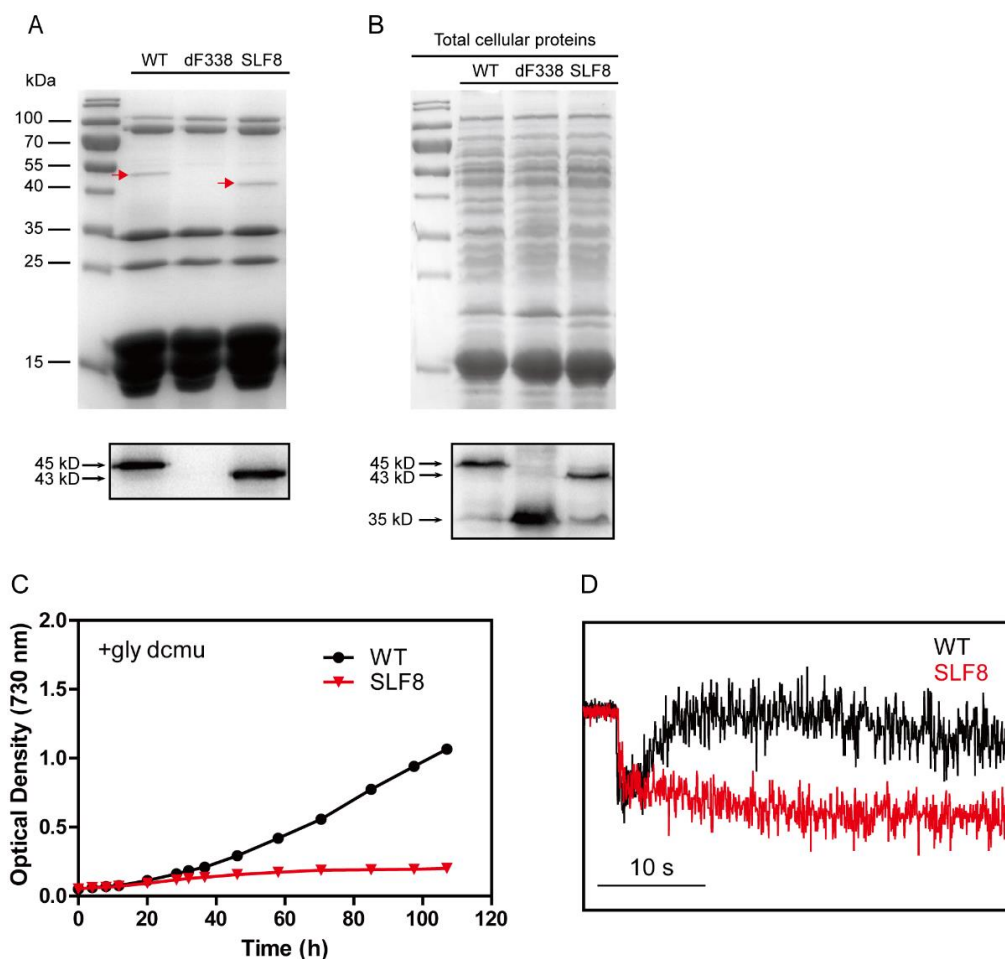 A
WT dF338 SLF8
kDa
100
70
55
40
35
25
15
45 kD
43 kD
B
Total cellular proteins
WT dF338 SLF8
45 kD
43 kD
35 kD
C
Optical Density (730 nm)
2.0
1.5
1.0
0.5
0.0
+gly dcmu
WT
SLF8
0 20 40 60 80 100 120
Time (h)
D
WT
SLF8
10 s